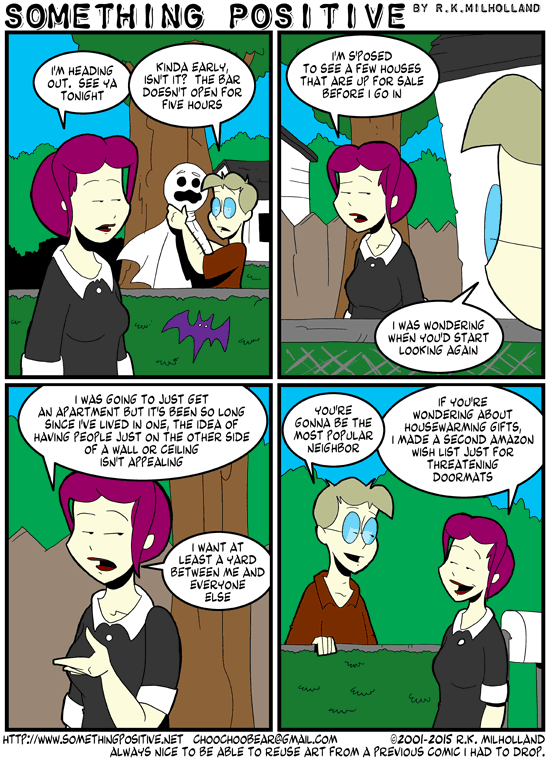 SOMETHING POSITIVE BY R.K.MILHOLLAND
I'M HEADING
OUT. SEE YA
TONIGHT
KINDA EARLY,
ISN'T IT? THE BAR
DOESN'T OPEN FOR
FIVE HOURS
I'M S'POSED
TO SEE A FEW HOUSES
THAT ARE UP FOR SALE
BEFORE I GO IN
I WAS WONDERING
WHEN YOU'D START
LOOKING AGAIN
I WAS GOING TO JUST GET
AN APARTMENT BUT IT'S BEEN SO LONG
SINCE I'VE LIVED IN ONE, THE IDEA OF
HAVING PEOPLE JUST ON THE OTHER SIDE
OF A WALL OR CEILING
ISN'T APPEALING
I WANT AT
LEAST A YARD
BETWEEN ME AND
EVERYONE
ELSE
YOU'RE
GONNA BE THE
MOST POPULAR
NEIGHBOR
IF YOU'RE
WONDERING ABOUT
HOUSEWARMING GIFTS,
I MADE A SECOND AMAZON
WISH LIST JUST FOR
THREATENING
DOORMATS
HTTP://WWW.SOMETHINGPOSITIVE.NET CHOOCHOOBEAR@GMAIL.COM ©2001-2015 R.K. MILHOLLAND
ALWAYS NICE TO BE ABLE TO REUSE ART FROM A PREVIOUS COMIC I HAD TO DROP.